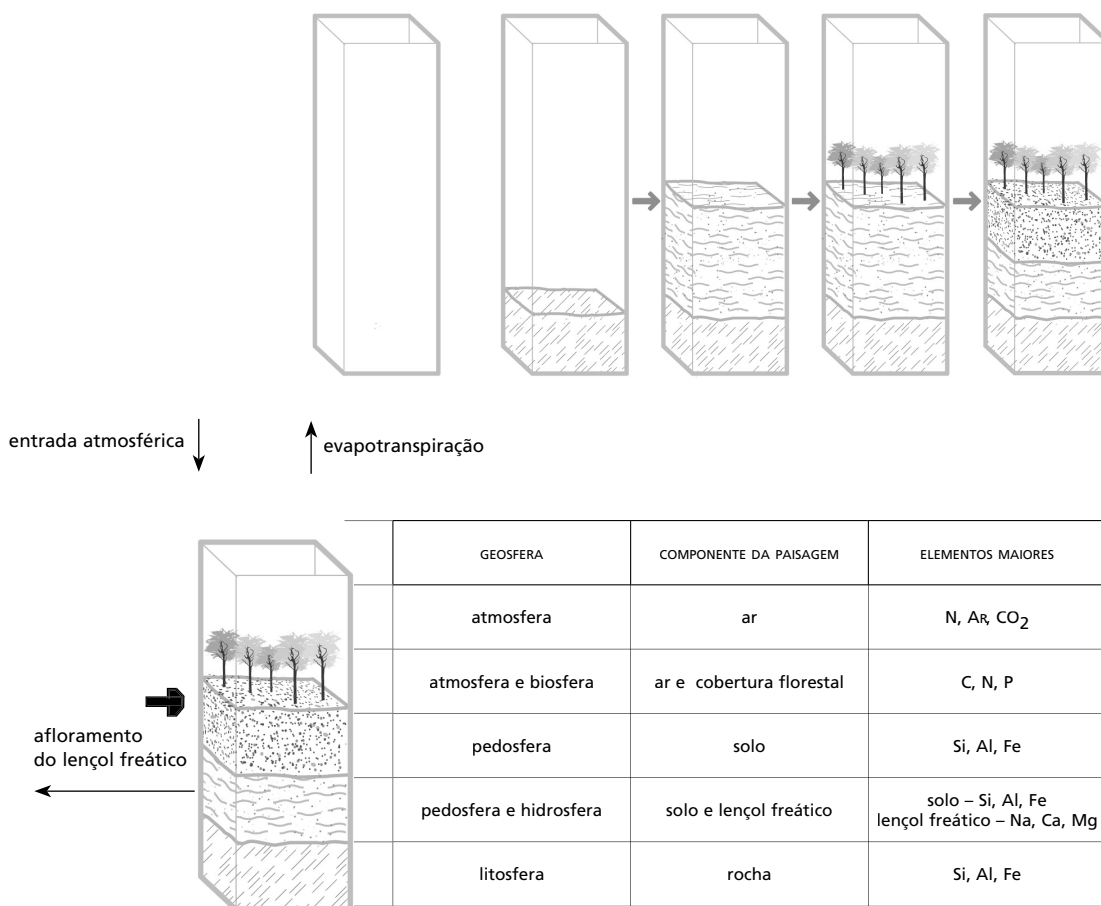 entrada atmosférica
evapotranspiração
afloramento
do lençol freático
GEOSFERA COMPONENTE DA PAISAGEM ELEMENTOS MAIORES
atmosfera ar N, AR, CO2
atmosfera e biosfera ar e cobertura florestal C, N, P
pedosfera solo Si, Al, Fe
pedosfera e hidrosfera solo e lençol freático solo – Si, Al, Fe
lençol freático – Na, Ca, Mg
litosfera rocha Si, Al, Fe